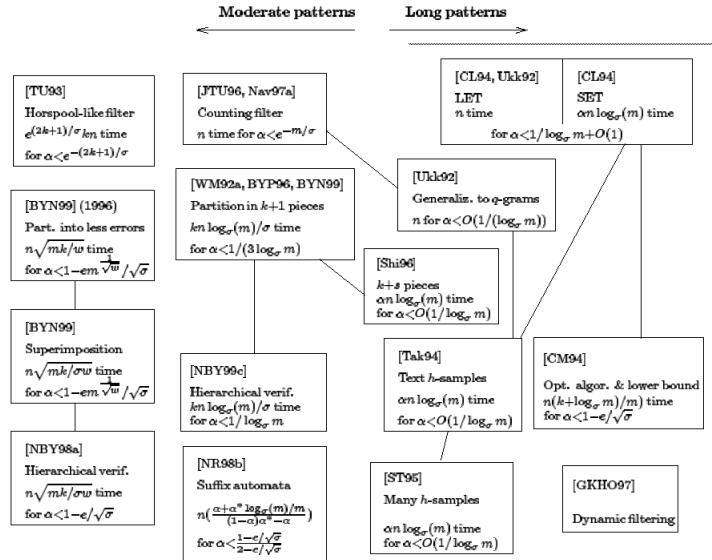 Moderate patterns
Long patterns
[TU93]
Horspool-like filter
e^{(2k+1)/σ}kn time
for α<e^{−(2k+1)/σ}
[JTU96, Nav97a]
Counting filter
n time for α<e^{−m/σ}
[CL94, Ukk92]
LET
n time
[CL94]
SET
αn log_σ(m) time
for α<1/log_σ m+O(1)
[BYN99] (1996)
Part. into less errors
n√(mk/w) time
for α<1−em^{1/√w}/√σ
[WM92a, BYP96, BYN99]
Partition in k+1 pieces
kn log_σ(m)/σ time
for α<1/(3 log_σ m)
[Ukk92]
Generaliz. to q-grams
n for α<O(1/(log_σ m))
[Shi96]
k+s pieces
αn log_σ(m) time
for α<O(1/log_σ m)
[BYN99]
Superimposition
n√(mk/σw) time
for α<1−em^{1/√w}/√σ
[NBY99c]
Hierarchical verif.
kn log_σ(m)/σ time
for α<1/log_σ m
[Tak94]
Text h-samples
αn log_σ(m) time
for α<O(1/log_σ m)
[CM94]
Opt. algor. & lower bound
n(k+log_σ m)/m) time
for α<1−e/√σ
[NBY98a]
Hierarchical verif.
n√(mk/σw) time
for α<1−e/√σ
[NR98b]
Suffix automata
n((α+α* log_σ(m)/m)/((1−α)α*−α))
for α<(1−e/√σ)/(2−e/√σ)
[ST95]
Many h-samples
αn log_σ(m) time
for α<O(1/log_σ m)
[GKHO97]
Dynamic filtering